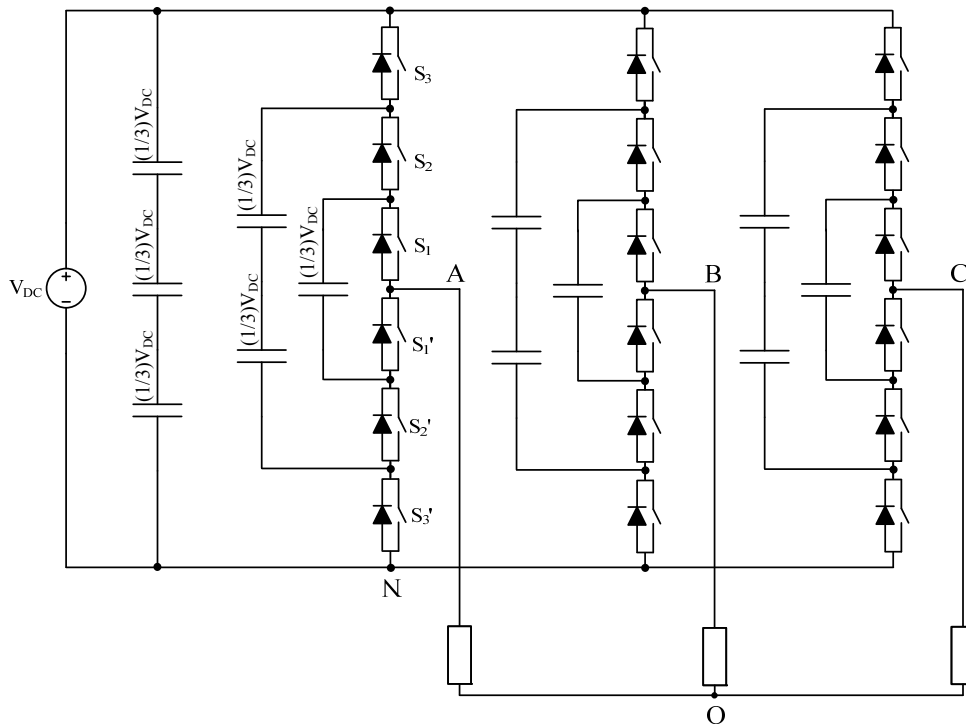 S3
(1/3)VDC
(1/3)VDC
S2
(1/3)VDC
(1/3)VDC
S1
A
B
C
VDC
+
−
(1/3)VDC
S1'
(1/3)VDC
S2'
S3'
N
O